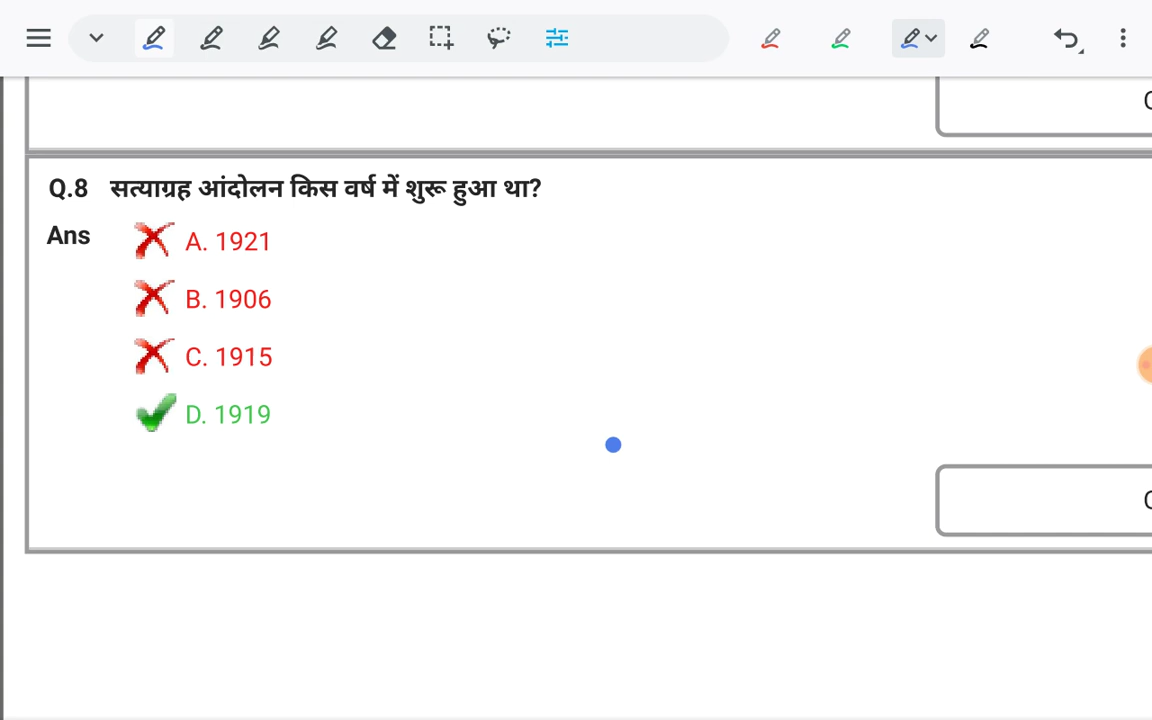 Q.8 सत्याग्रह आंदोलन किस वर्ष में शुरू हुआ था?
Ans A. 1921
B. 1906
C. 1915
D. 1919